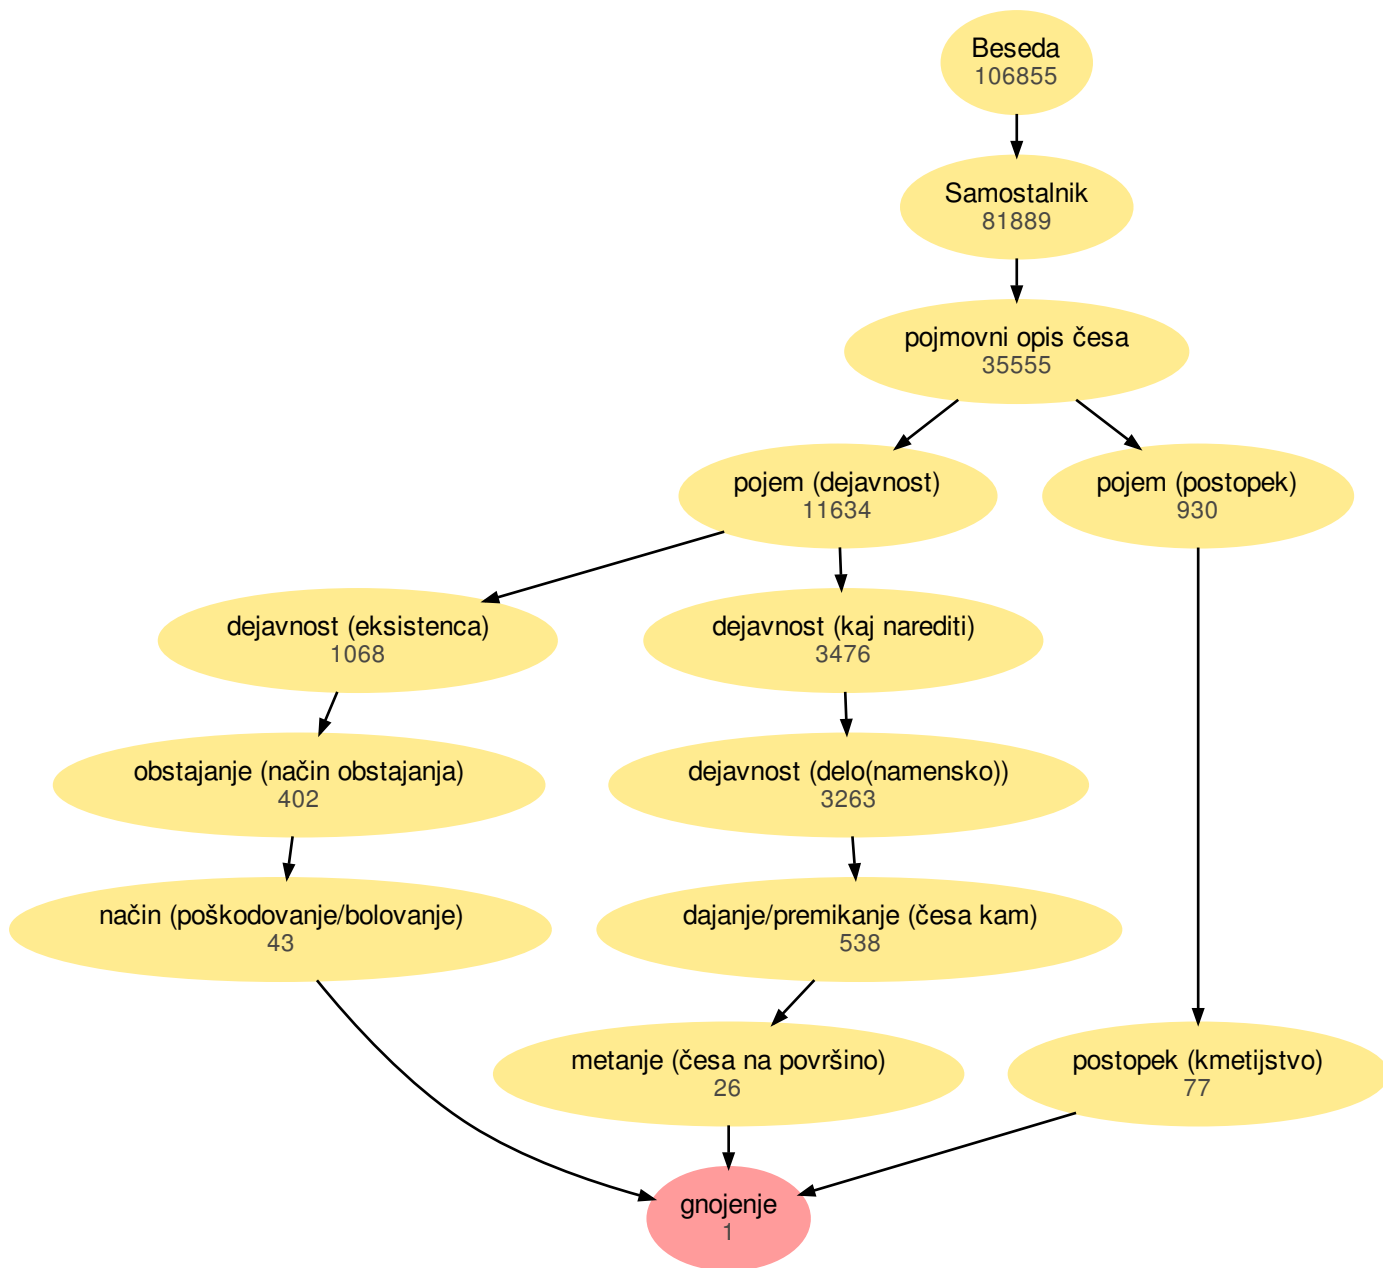 Beseda
106855
Samostalnik
81889
pojmovni opis česa
35555
pojem (dejavnost)
11634
pojem (postopek)
930
dejavnost (eksistenca)
1068
dejavnost (kaj narediti)
3476
obstajanje (način obstajanja)
402
dejavnost (delo(namensko))
3263
način (poškodovanje/bolovanje)
43
dajanje/premikanje (česa kam)
538
metanje (česa na površino)
26
postopek (kmetijstvo)
77
gnojenje
1